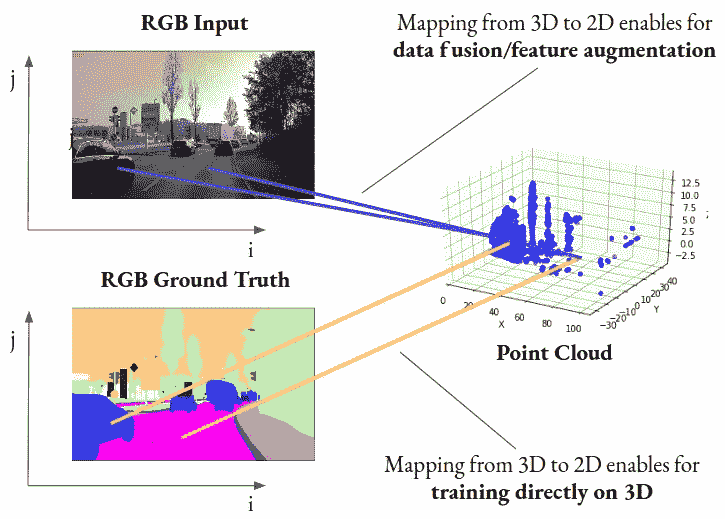 RGB Input
Mapping from 3D to 2D enables for
data fusion/feature augmentation
j
i
12.5
10.0
7.5
5.0
2.5
0.0
−2.5
0
20
40
60
80
100
X
−30
−20
−10
0
10
20
30
40
Y
Point Cloud
RGB Ground Truth
j
i
Mapping from 3D to 2D enables for
training directly on 3D